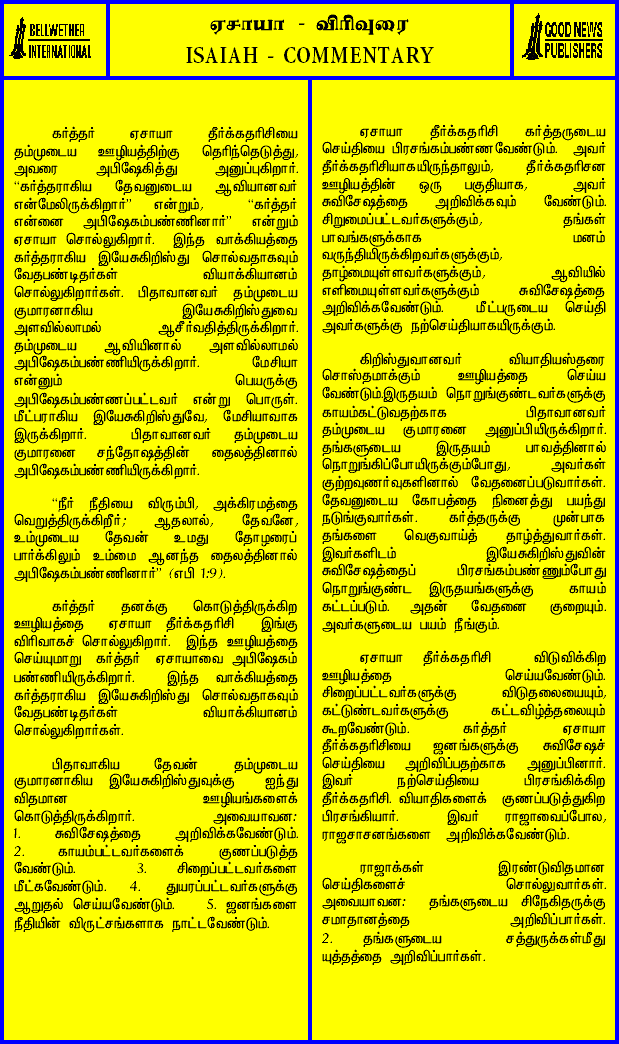 BELLWETHER
INTERNATIONAL
ஏசாயா - விரிவுரை
ISAIAH - COMMENTARY
GOOD NEWS
PUBLISHERS
கர்த்தர் ஏசாயா தீர்க்கதரிசியை
தம்முடைய ஊழியத்திற்கு தெரிந்தெடுத்து,
அவரை அபிஷேகித்து அனுப்புகிறார்.
“கர்த்தராகிய தேவனுடைய ஆவியானவர்
என்மேலிருக்கிறார்” என்றும், “கர்த்தர்
என்னை அபிஷேகம்பண்ணினார்” என்றும்
ஏசாயா சொல்லுகிறார். இந்த வாக்கியத்தை
கர்த்தராகிய இயேசுகிறிஸ்து சொல்வதாகவும்
வேதபண்டிதர்கள் வியாக்கியானம்
சொல்லுகிறார்கள். பிதாவானவர் தம்முடைய
குமாரனாகிய இயேசுகிறிஸ்துவை
அளவில்லாமல் ஆசீர்வதித்திருக்கிறார்.
தம்முடைய ஆவியினால் அளவில்லாமல்
அபிஷேகம்பண்ணியிருக்கிறார். மேசியா
என்னும் பெயருக்கு
அபிஷேகம்பண்ணப்பட்டவர் என்று பொருள்.
மீட்பராகிய இயேசுகிறிஸ்துவே, மேசியாவாக
இருக்கிறார். பிதாவானவர் தம்முடைய
குமாரனை சந்தோஷத்தின் தைலத்தினால்
அபிஷேகம்பண்ணியிருக்கிறார்.
“நீர் நீதியை விரும்பி, அக்கிரமத்தை
வெறுத்திருக்கிறீர்; ஆதலால், தேவனே,
உம்முடைய தேவன் உமது தோழரைப்
பார்க்கிலும் உம்மை ஆனந்த தைலத்தினால்
அபிஷேகம்பண்ணினார்” (எபி 1:9).
கர்த்தர் தனக்கு கொடுத்திருக்கிற
ஊழியத்தை ஏசாயா தீர்க்கதரிசி இங்கு
விரிவாகச் சொல்லுகிறார். இந்த ஊழியத்தை
செய்யுமாறு கர்த்தர் ஏசாயாவை அபிஷேகம்
பண்ணியிருக்கிறார். இந்த வாக்கியத்தை
கர்த்தராகிய இயேசுகிறிஸ்து சொல்வதாகவும்
வேதபண்டிதர்கள் வியாக்கியானம்
சொல்லுகிறார்கள்.
பிதாவாகிய தேவன் தம்முடைய
குமாரனாகிய இயேசுகிறிஸ்துவுக்கு ஐந்து
விதமான ஊழியங்களைக்
கொடுத்திருக்கிறார். அவையாவன:
1. சுவிசேஷத்தை அறிவிக்கவேண்டும்.
2. காயம்பட்டவர்களைக் குணப்படுத்த
வேண்டும். 3. சிறைப்பட்டவர்களை
மீட்கவேண்டும். 4. துயரப்பட்டவர்களுக்கு
ஆறுதல் செய்யவேண்டும். 5. ஜனங்களை
நீதியின் விருட்சங்களாக நாட்டவேண்டும்.
ஏசாயா தீர்க்கதரிசி கர்த்தருடைய
செய்தியை பிரசங்கம்பண்ணவேண்டும். அவர்
தீர்க்கதரிசியாகயிருந்தாலும், தீர்க்கதரிசன
ஊழியத்தின் ஒரு பகுதியாக, அவர்
சுவிசேஷத்தை அறிவிக்கவும் வேண்டும்.
சிறுமைப்பட்டவர்களுக்கும், தங்கள்
பாவங்களுக்காக மனம்
வருந்தியிருக்கிறவர்களுக்கும்,
தாழ்மையுள்ளவர்களுக்கும், ஆவியில்
எளிமையுள்ளவர்களுக்கும் சுவிசேஷத்தை
அறிவிக்கவேண்டும். மீட்பருடைய செய்தி
அவர்களுக்கு நற்செய்தியாகயிருக்கும்.
கிறிஸ்துவானவர் வியாதியஸ்தரை
சொஸ்தமாக்கும் ஊழியத்தை செய்ய
வேண்டும்.இருதயம் நொறுங்குண்டவர்களுக்கு
காயம்கட்டுவதற்காக பிதாவானவர்
தம்முடைய குமாரனை அனுப்பியிருக்கிறார்.
தங்களுடைய இருதயம் பாவத்தினால்
நொறுங்கிப்போயிருக்கும்போது, அவர்கள்
குற்றவுணர்வுகளினால் வேதனைப்படுவார்கள்.
தேவனுடைய கோபத்தை நினைத்து பயந்து
நடுங்குவார்கள். கர்த்தருக்கு முன்பாக
தங்களை வெகுவாய்த் தாழ்த்துவார்கள்.
இவர்களிடம் இயேசுகிறிஸ்துவின்
சுவிசேஷத்தைப் பிரசங்கம்பண்ணும்போது
நொறுங்குண்ட இருதயங்களுக்கு காயம்
கட்டப்படும். அதன் வேதனை குறையும்.
அவர்களுடைய பயம் நீங்கும்.
ஏசாயா தீர்க்கதரிசி விடுவிக்கிற
ஊழியத்தை செய்யவேண்டும்.
சிறைப்பட்டவர்களுக்கு விடுதலையையும்,
கட்டுண்டவர்களுக்கு கட்டவிழ்த்தலையும்
கூறவேண்டும். கர்த்தர் ஏசாயா
தீர்க்கதரிசியை ஜனங்களுக்கு சுவிசேஷச்
செய்தியை அறிவிப்பதற்காக அனுப்பினார்.
இவர் நற்செய்தியை பிரசங்கிக்கிற
தீர்க்கதரிசி. வியாதிகளைக் குணப்படுத்துகிற
பிரசங்கியார். இவர் ராஜாவைப்போல,
ராஜசாசனங்களை அறிவிக்கவேண்டும்.
ராஜாக்கள் இரண்டுவிதமான
செய்திகளைச் சொல்லுவார்கள்.
அவையாவன: தங்களுடைய சிநேகிதருக்கு
சமாதானத்தை அறிவிப்பார்கள்.
2. தங்களுடைய சத்துருக்கள்மீது
யுத்தத்தை அறிவிப்பார்கள்.